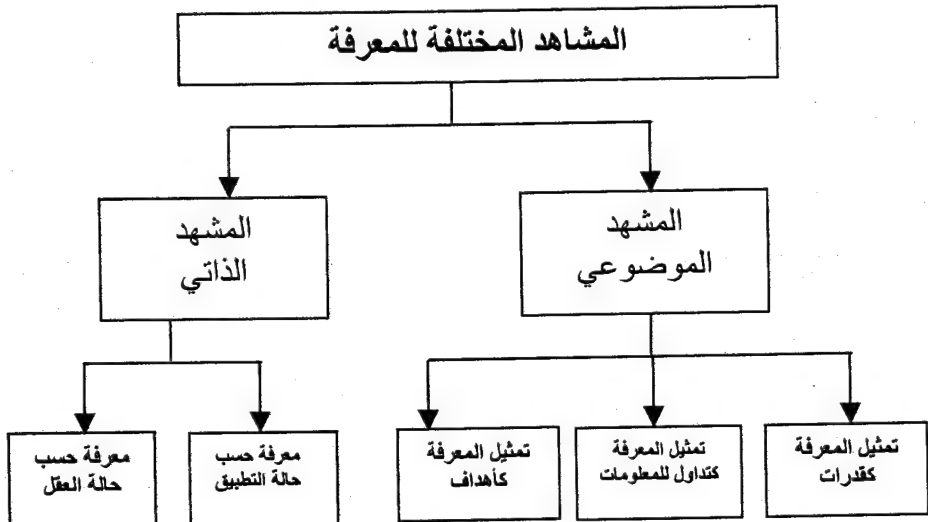 المشاهد المختلفة للمعرفة
المشهد
الموضوعي
المشهد
الذاتي
تمثيل المعرفة
كقدرات
تمثيل المعرفة
كتداول للمعلومات
تمثيل المعرفة
كأهداف
معرفة حسب
حالة التطبيق
معرفة حسب
حالة العقل